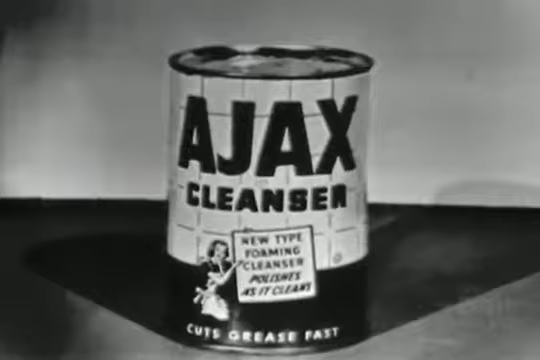 AJAX
CLEANSER
NEW TYPE
FOAMING
CLEANSER
POLISHES
AS IT CLEANS
CUTS GREASE FAST